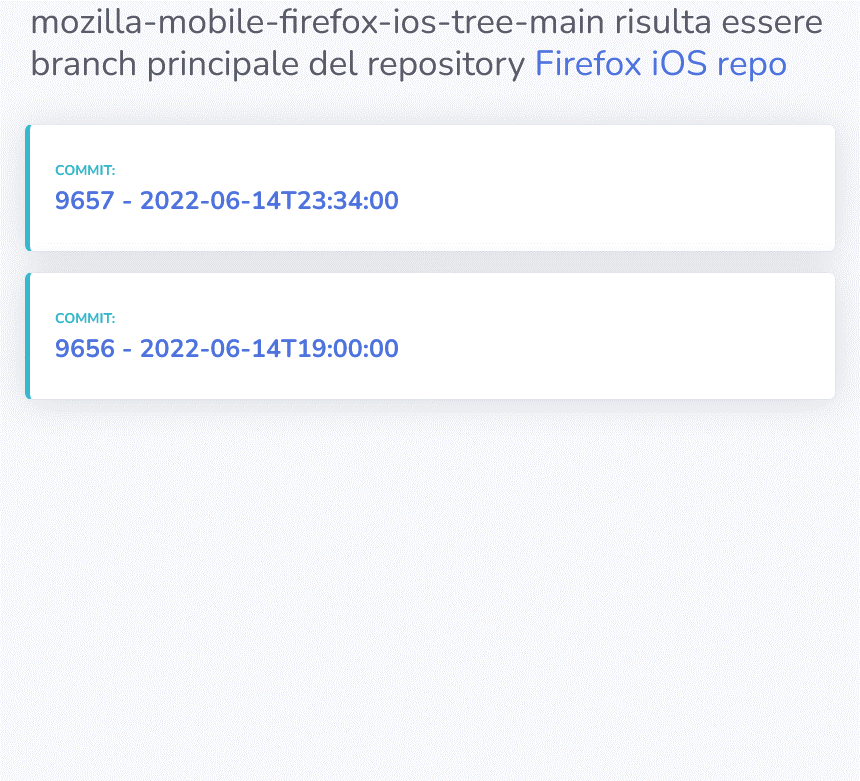 mozilla-mobile-firefox-ios-tree-main risulta essere
branch principale del repository Firefox iOS repo
COMMIT:
9657 - 2022-06-14T23:34:00
COMMIT:
9656 - 2022-06-14T19:00:00